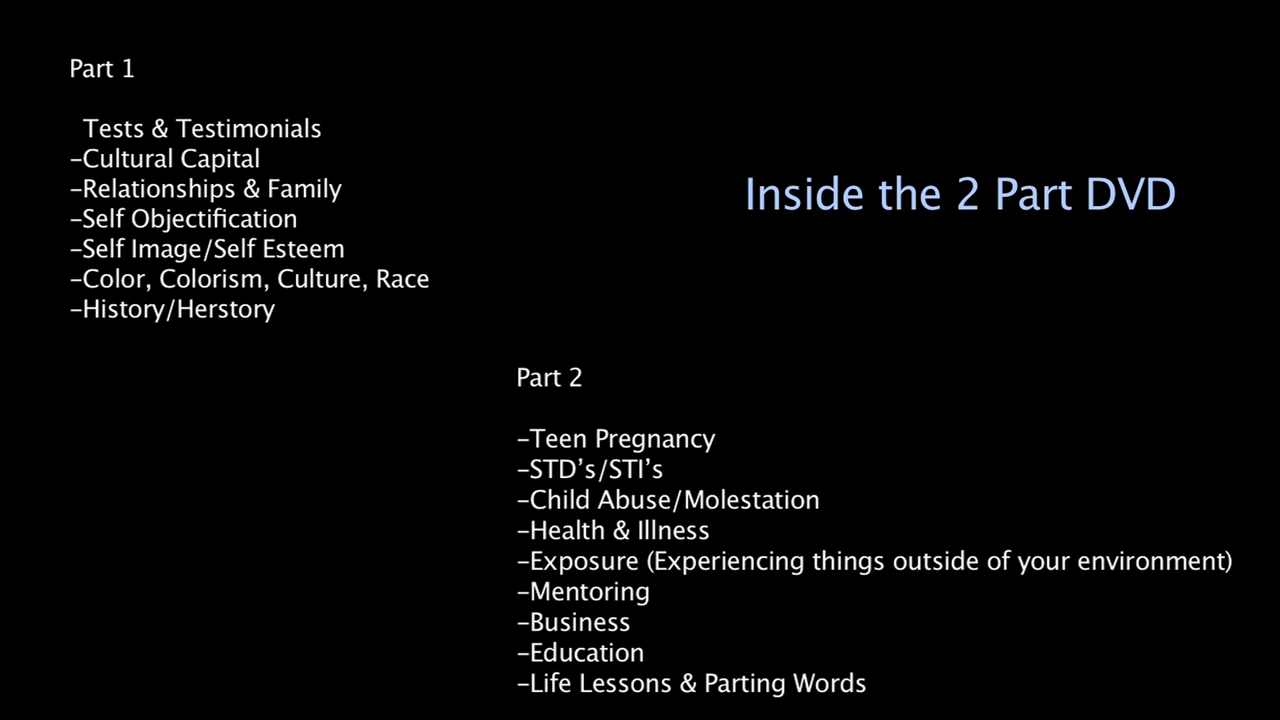 Part 1
Tests & Testimonials
-Cultural Capital
-Relationships & Family
-Self Objectification
-Self Image/Self Esteem
-Color, Colorism, Culture, Race
-History/Herstory
Inside the 2 Part DVD
Part 2
-Teen Pregnancy
-STD’s/STI’s
-Child Abuse/Molestation
-Health & Illness
-Exposure (Experiencing things outside of your environment)
-Mentoring
-Business
-Education
-Life Lessons & Parting Words